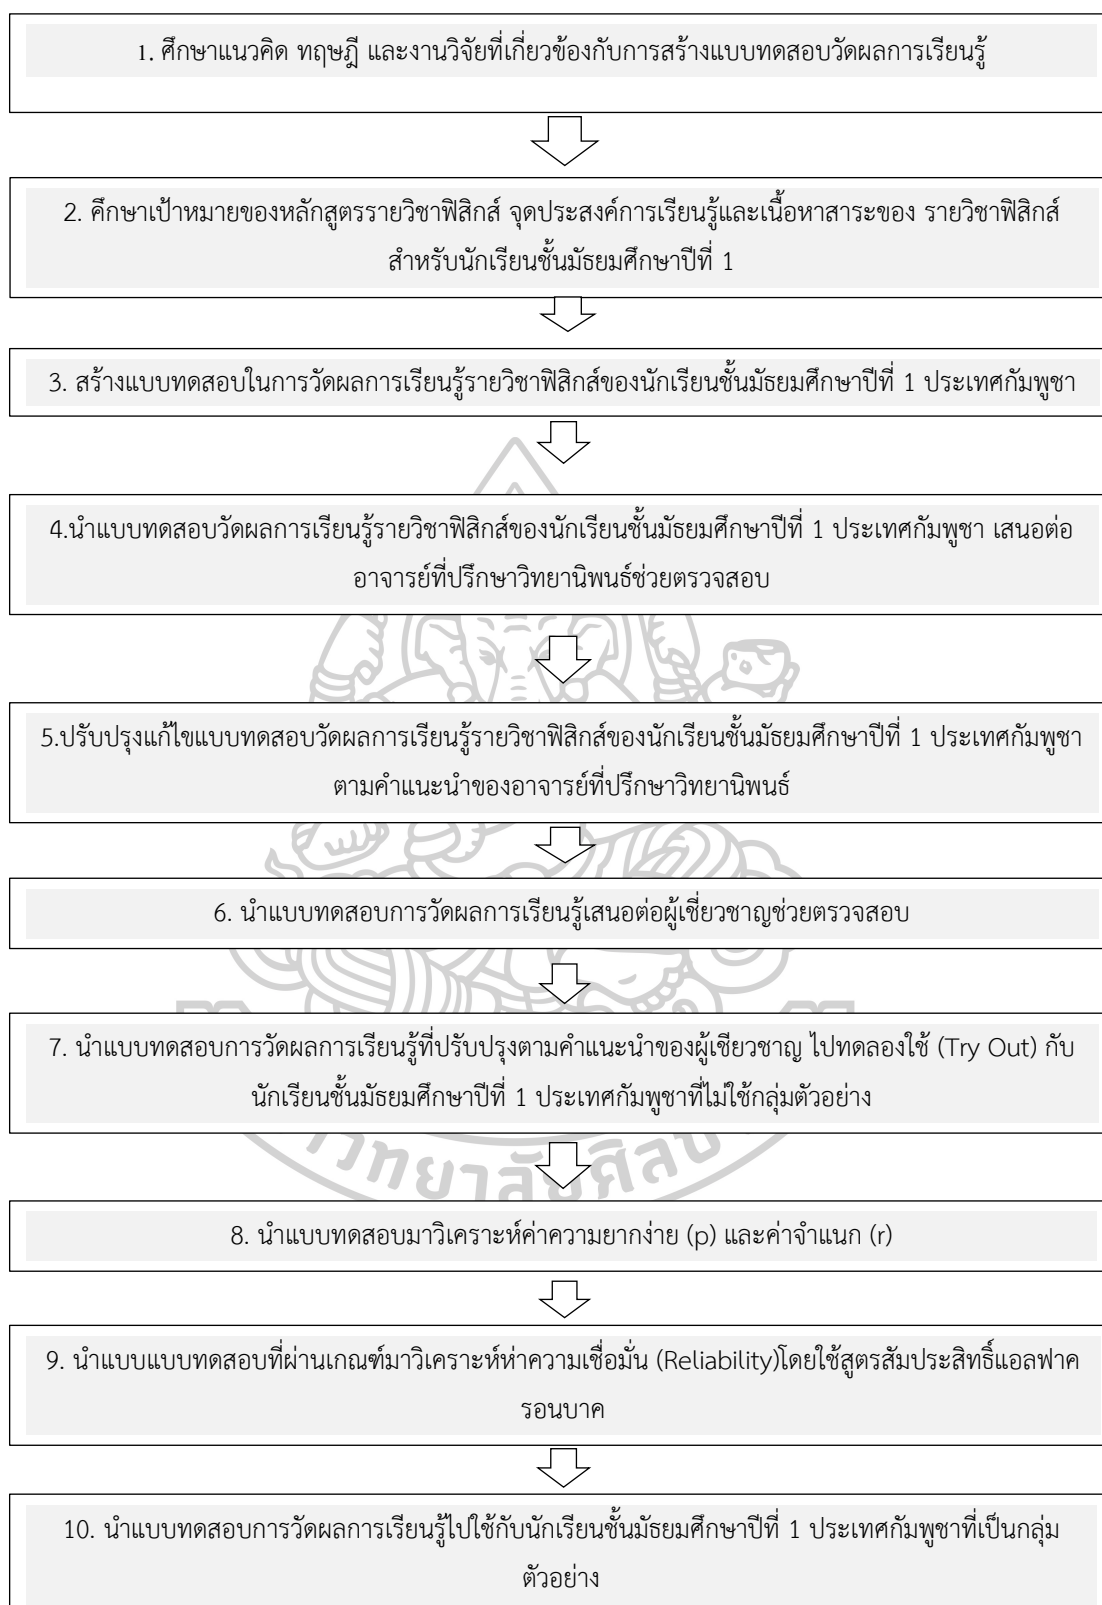 1. ศึกษาแนวคิด ทฤษฎี และงานวิจัยที่เกี่ยวข้องกับการสร้างแบบทดสอบวัดผลการเรียนรู้
2. ศึกษาเป้าหมายของหลักสูตรรายวิชาฟิสิกส์ จุดประสงค์การเรียนรู้และเนื้อหาสาระของ รายวิชาฟิสิกส์
สำหรับนักเรียนชั้นมัธยมศึกษาปีที่ 1
3. สร้างแบบทดสอบในการวัดผลการเรียนรู้รายวิชาฟิสิกส์ของนักเรียนชั้นมัธยมศึกษาปีที่ 1 ประเทศกัมพูชา
4.นำแบบทดสอบวัดผลการเรียนรู้รายวิชาฟิสิกส์ของนักเรียนชั้นมัธยมศึกษาปีที่ 1 ประเทศกัมพูชา เสนอต่อ
อาจารย์ที่ปรึกษาวิทยานิพนธ์ช่วยตรวจสอบ
5.ปรับปรุงแก้ไขแบบทดสอบวัดผลการเรียนรู้รายวิชาฟิสิกส์ของนักเรียนชั้นมัธยมศึกษาปีที่ 1 ประเทศกัมพูชา
ตามคำแนะนำของอาจารย์ที่ปรึกษาวิทยานิพนธ์
6. นำแบบทดสอบการวัดผลการเรียนรู้เสนอต่อผู้เชี่ยวชาญช่วยตรวจสอบ
7. นำแบบทดสอบการวัดผลการเรียนรู้ที่ปรับปรุงตามคำแนะนำของผู้เชียวชาญ ไปทดลองใช้ (Try Out) กับ
นักเรียนชั้นมัธยมศึกษาปีที่ 1 ประเทศกัมพูชาที่ไม่ใช้กลุ่มตัวอย่าง
8. นำแบบทดสอบมาวิเคราะห์ค่าความยากง่าย (p) และค่าจำแนก (r)
9. นำแบบแบบทดสอบที่ผ่านเกณฑ์มาวิเคราะห์ห่าความเชื่อมั่น (Reliability)โดยใช้สูตรสัมประสิทธิ์แอลฟาค
รอนบาค
10. นำแบบทดสอบการวัดผลการเรียนรู้ไปใช้กับนักเรียนชั้นมัธยมศึกษาปีที่ 1 ประเทศกัมพูชาที่เป็นกลุ่ม
ตัวอย่าง